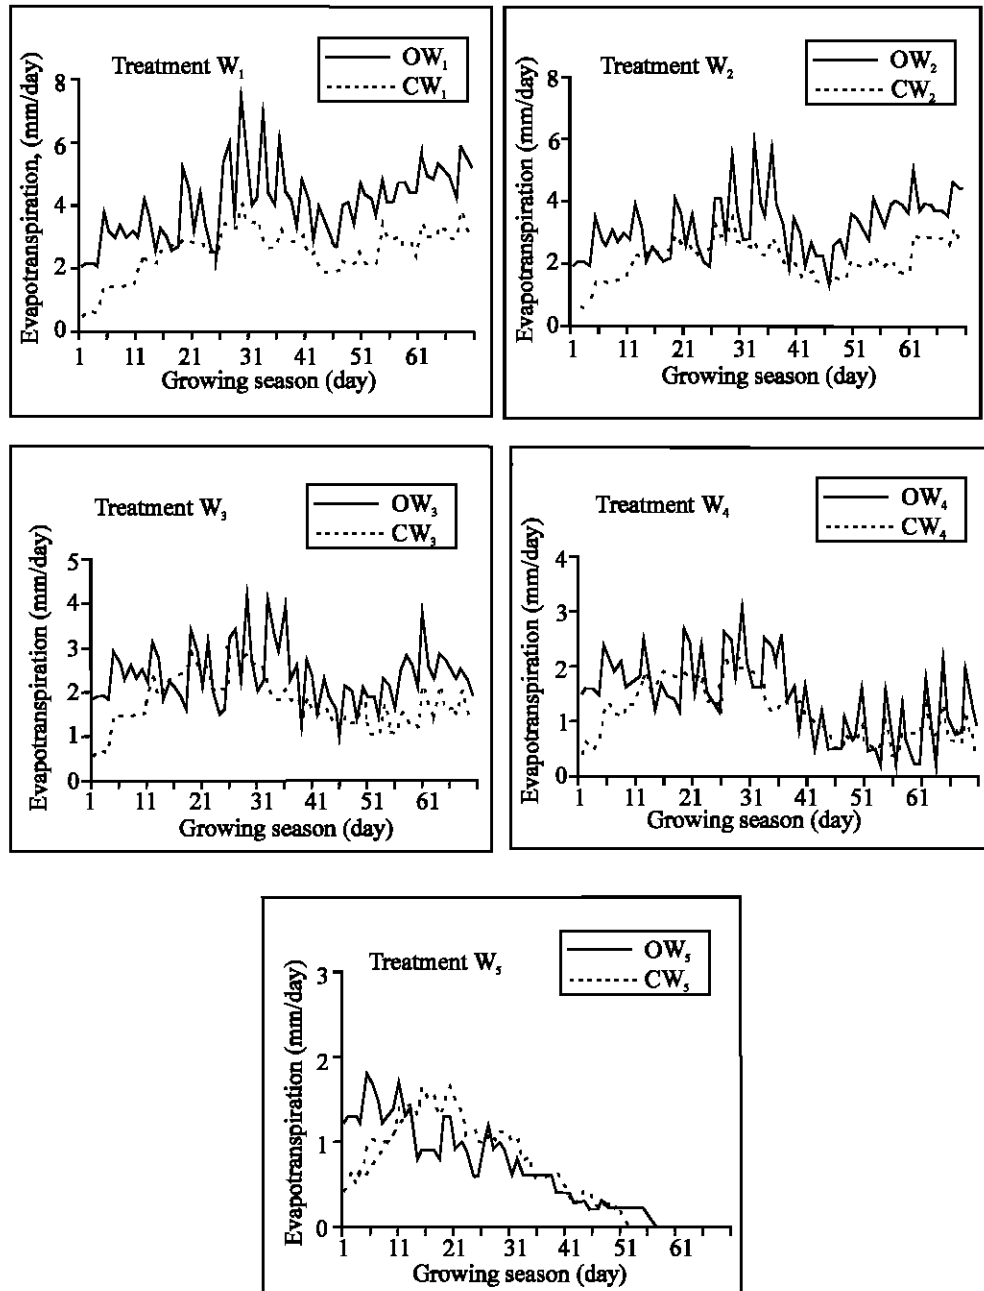 Treatment W₁
OW₁
CW₁
Evapotranspiration, (mm/day)
8
6
4
2
0
1 11 21 31 41 51 61
Growing season (day)
Treatment W₂
OW₂
CW₂
Evapotranspiration (mm/day)
8
6
4
2
0
1 11 21 31 41 51 61
Growing season (day)
Treatment W₃
OW₃
CW₃
Evapotranspiration (mm/day)
5
4
3
2
1
0
1 11 21 31 41 51 61
Growing season (day)
Treatment W₄
OW₄
CW₄
Evapotranspiration (mm/day)
4
3
2
1
0
1 11 21 31 41 51 61
Growing season (day)
Treatment W₅
OW₅
CW₅
Evapotranspiration (mm/day)
3
2
1
0
1 11 21 31 41 51 61
Growing season (day)